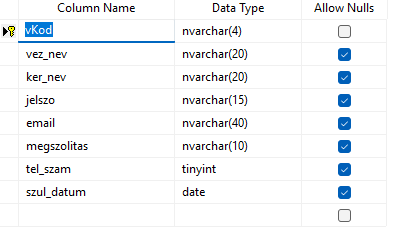 Column Name Data Type Allow Nulls
vKod nvarchar(4)
vez_nev nvarchar(20)
ker_nev nvarchar(20)
jelszo nvarchar(15)
email nvarchar(40)
megszolitas nvarchar(10)
tel_szam tinyint
szul_datum date